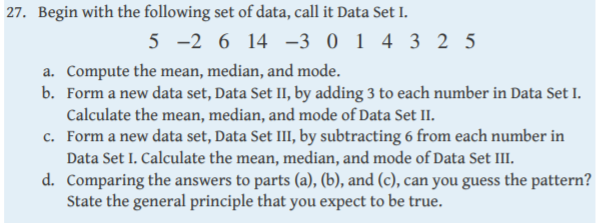 27. Begin with the following set of data, call it Data Set I.
5 −2 6 14 −3 0 1 4 3 2 5
a. Compute the mean, median, and mode.
b. Form a new data set, Data Set II, by adding 3 to each number in Data Set I.
Calculate the mean, median, and mode of Data Set II.
c. Form a new data set, Data Set III, by subtracting 6 from each number in
Data Set I. Calculate the mean, median, and mode of Data Set III.
d. Comparing the answers to parts (a), (b), and (c), can you guess the pattern?
State the general principle that you expect to be true.